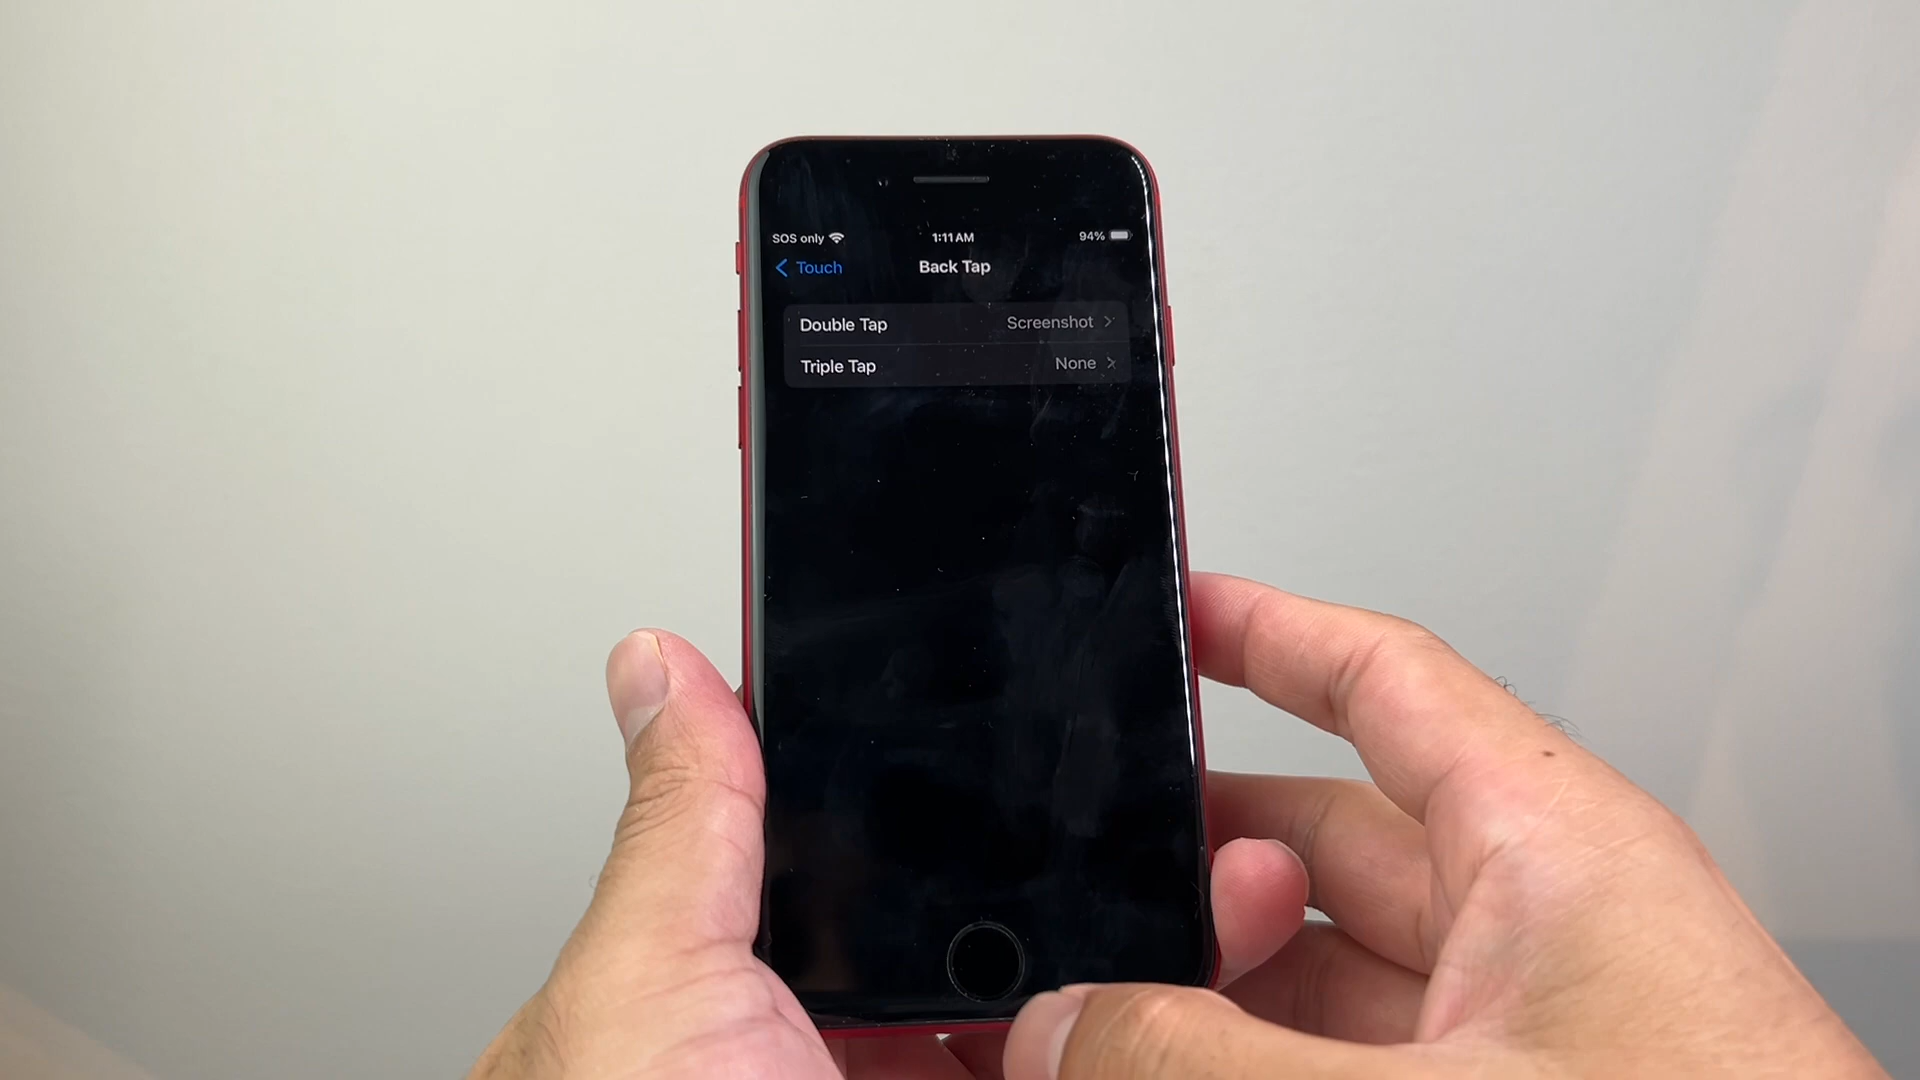 SOS only 1:11 AM 94%
Touch Back Tap
Double Tap Screenshot
Triple Tap None